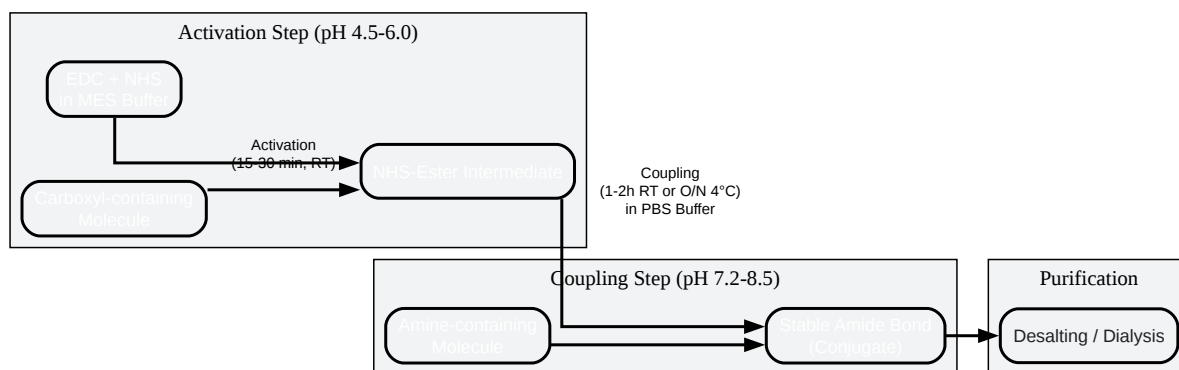 Activation Step (pH 4.5-6.0)
EDC + NHS
in MES Buffer
Activation
(15-30 min, RT)
NHS-Ester Intermediate
Carboxyl-containing
Molecule
Coupling
(1-2h RT or O/N 4°C)
in PBS Buffer
Coupling Step (pH 7.2-8.5)
Amine-containing
Molecule
Stable Amide Bond
(Conjugate)
Purification
Desalting / Dialysis